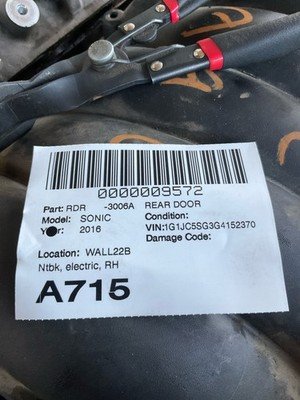 0000009572
Part: RDR -3006A REAR DOOR
Model: SONIC Condition:
Year: 2016 VIN:1G1JC5SG3G4152370
Damage Code:
Location: WALL22B
Ntbk, electric, RH
A715